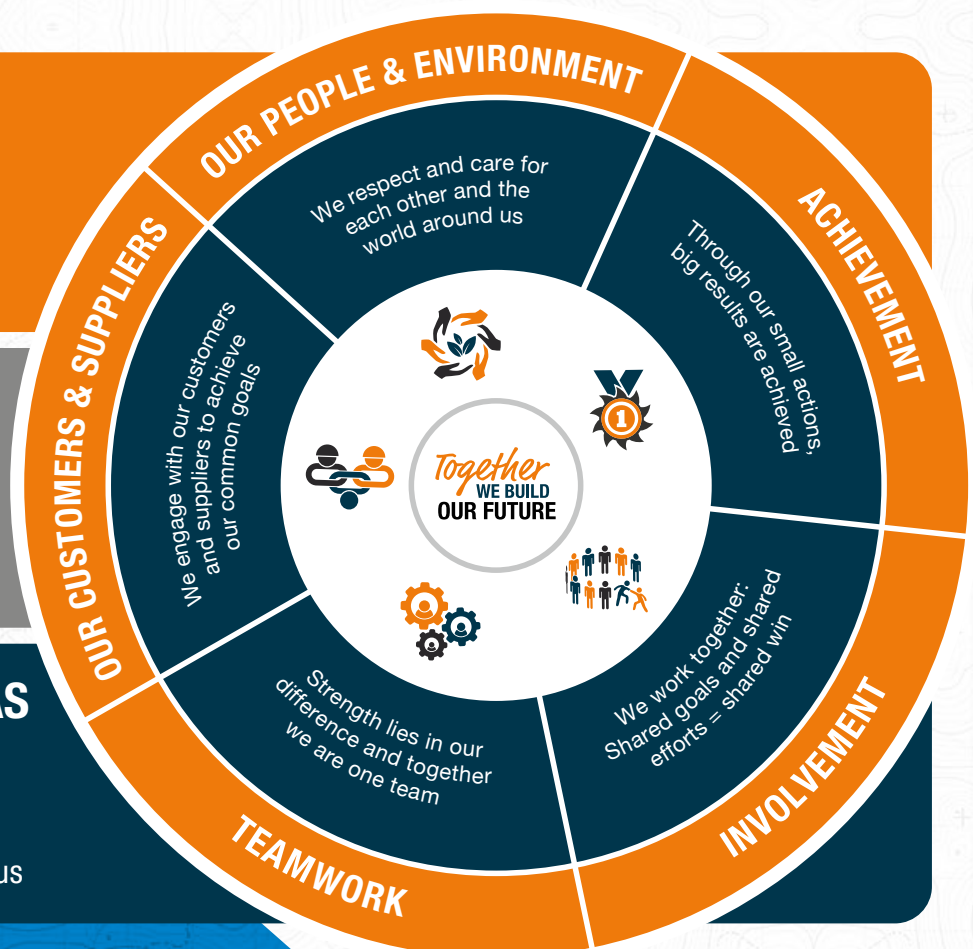 OUR PEOPLE & ENVIRONMENT
We respect and care for
each other and the
world around us
ACHIEVEMENT
Through our small actions,
big results are achieved
INVOLVEMENT
We work together:
Shared goals and shared
efforts = shared win
TEAMWORK
Strength lies in our
difference and together
we are one team
OUR CUSTOMERS & SUPPLIERS
We engage with our customers
and suppliers to achieve
our common goals
1
Together
WE BUILD
OUR FUTURE
AS
us